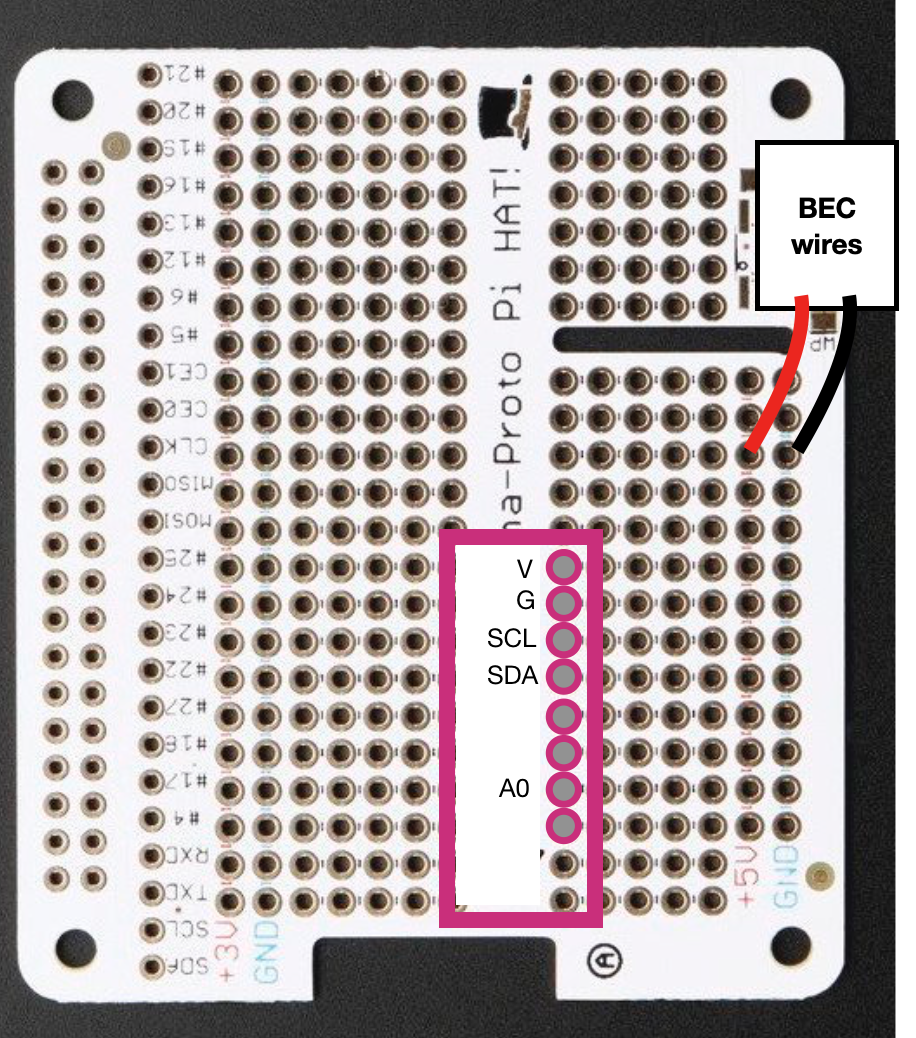 #21
#20
#19
#16
#13
#12
#6
#5
CE1
CE0
CLK
MISO
MOSI
#25
#24
#23
#22
#27
#18
#17
#4
RXD
TXD
SCL
SDA
+3V
GND
na-Proto Pi HAT!
BEC
wires
V
G
SCL
SDA
A0
+5V
GND
A